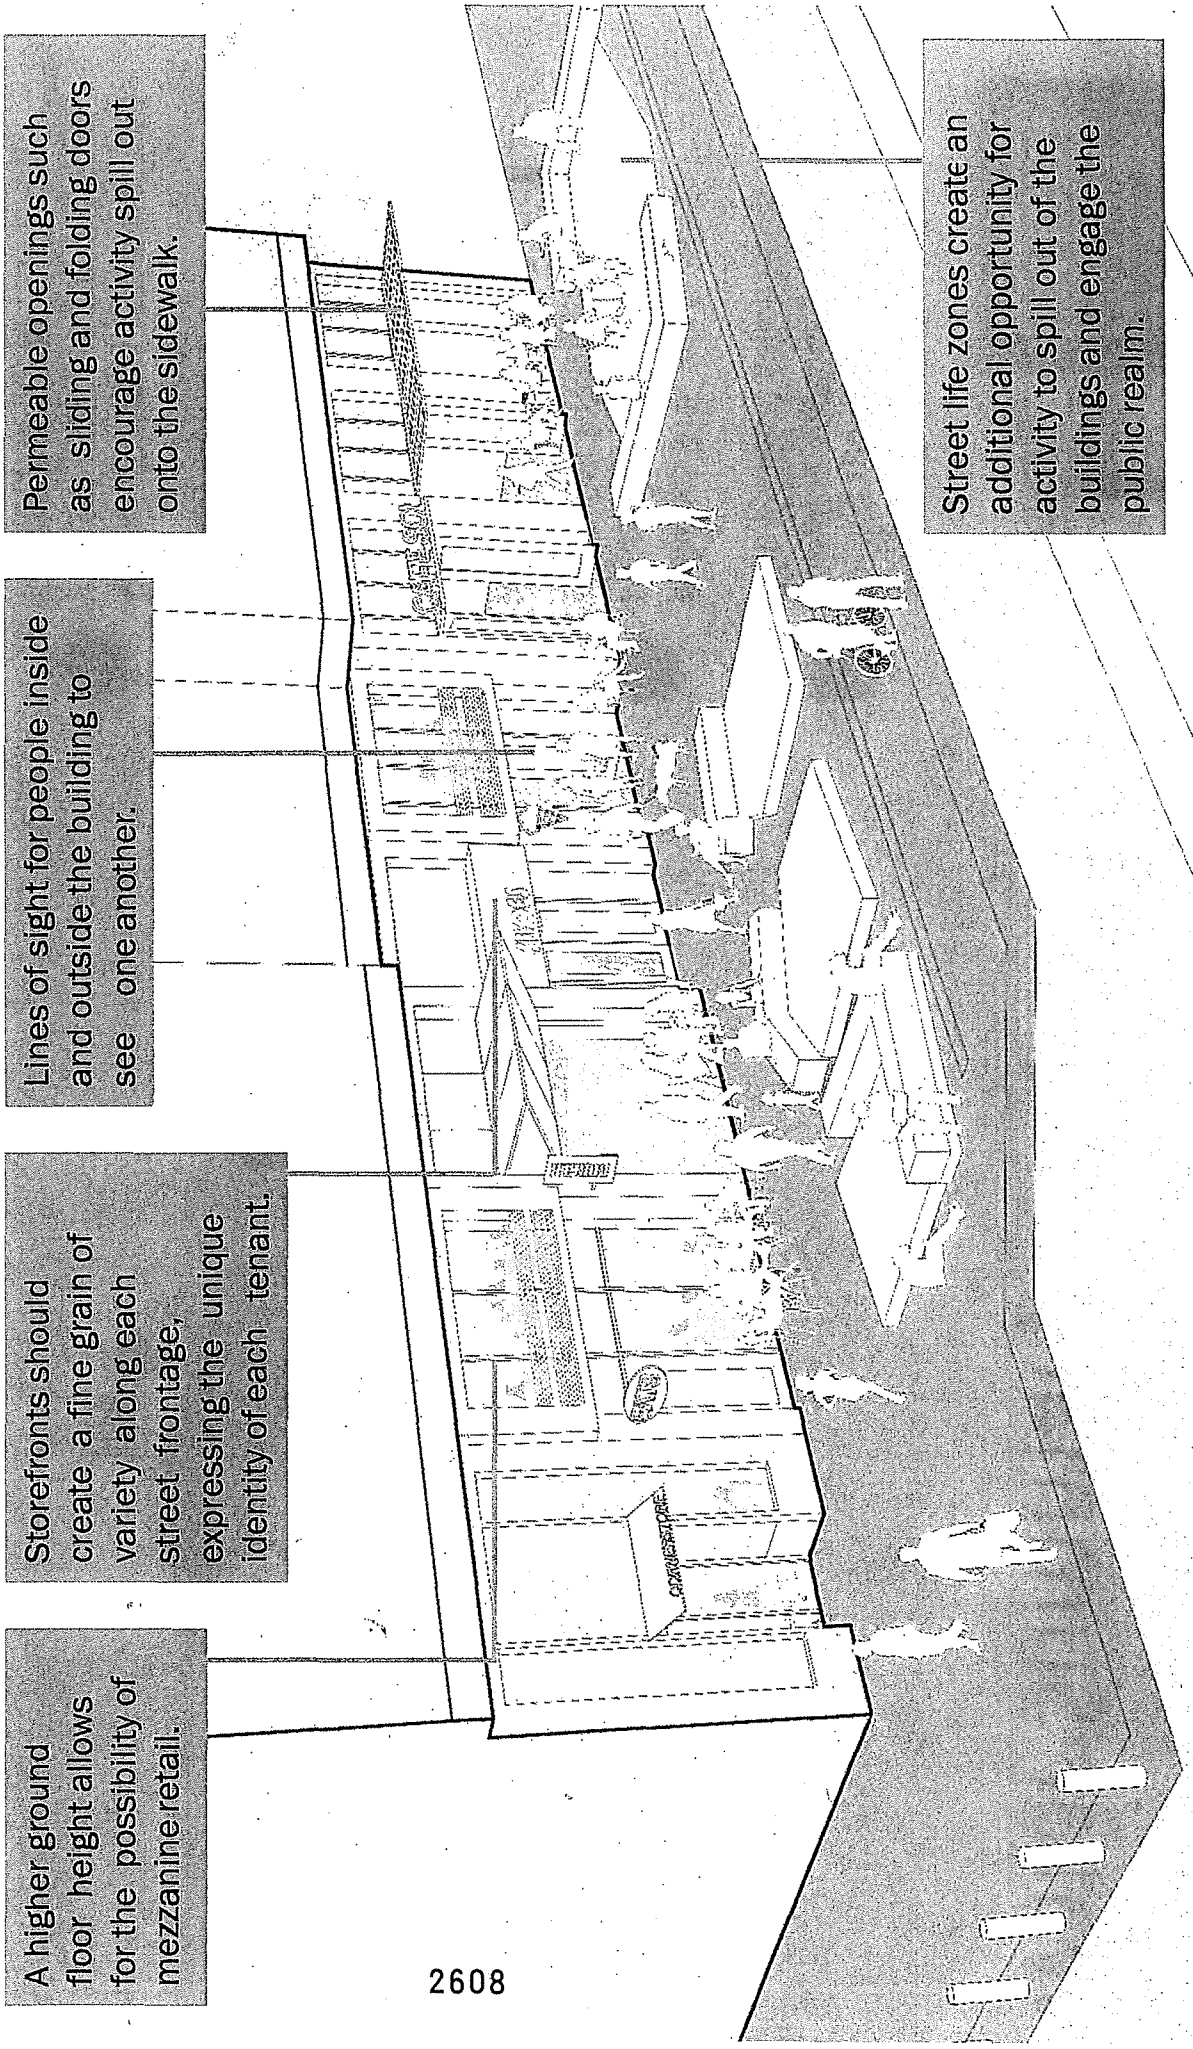 A higher ground
floor height allows
for the possibility of
mezzanine retail.
Storefronts should
create a fine grain of
variety along each
street frontage,
expressing the unique
identity of each tenant.
Lines of sight for people inside
and outside the building to
see one another.
Permeable openings such
as sliding and folding doors
encourage activity spill out
onto the sidewalk.
Street life zones create an
additional opportunity for
activity to spill out of the
buildings and engage the
public realm.
2608